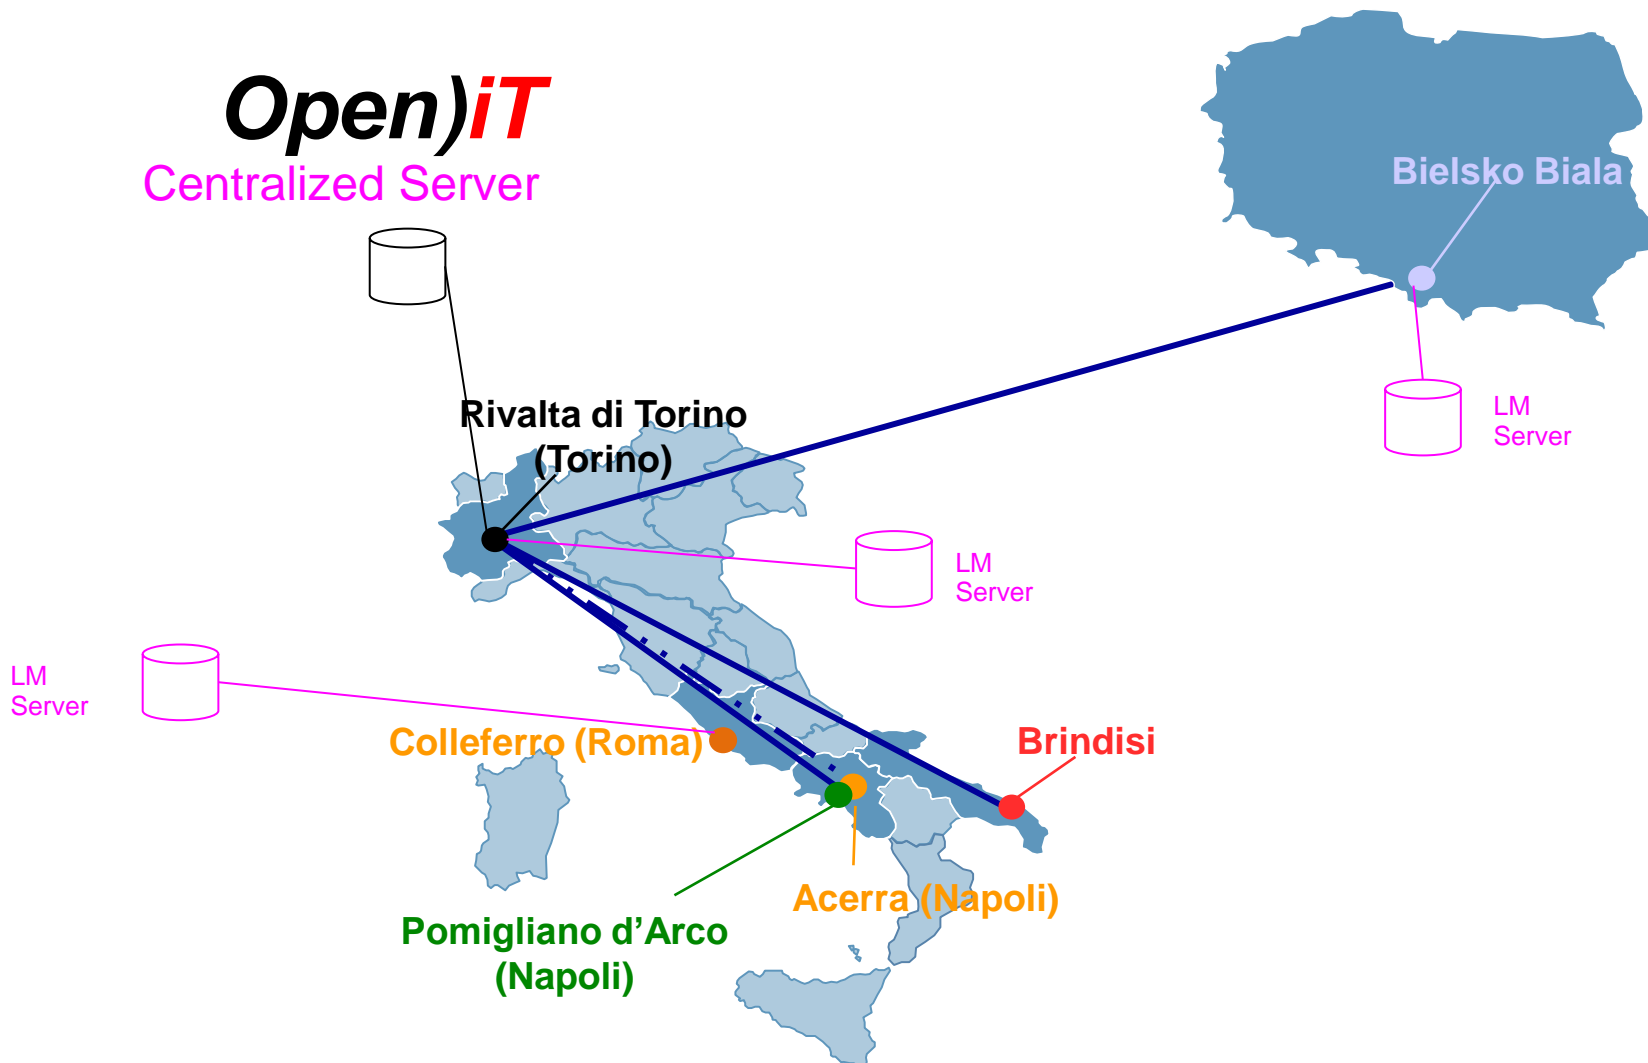 Open)iT
Centralized Server
Bielsko Biala
LM
Server
Rivalta di Torino
(Torino)
LM
Server
LM
Server
Colleferro (Roma)
Brindisi
Acerra (Napoli)
Pomigliano d’Arco
(Napoli)